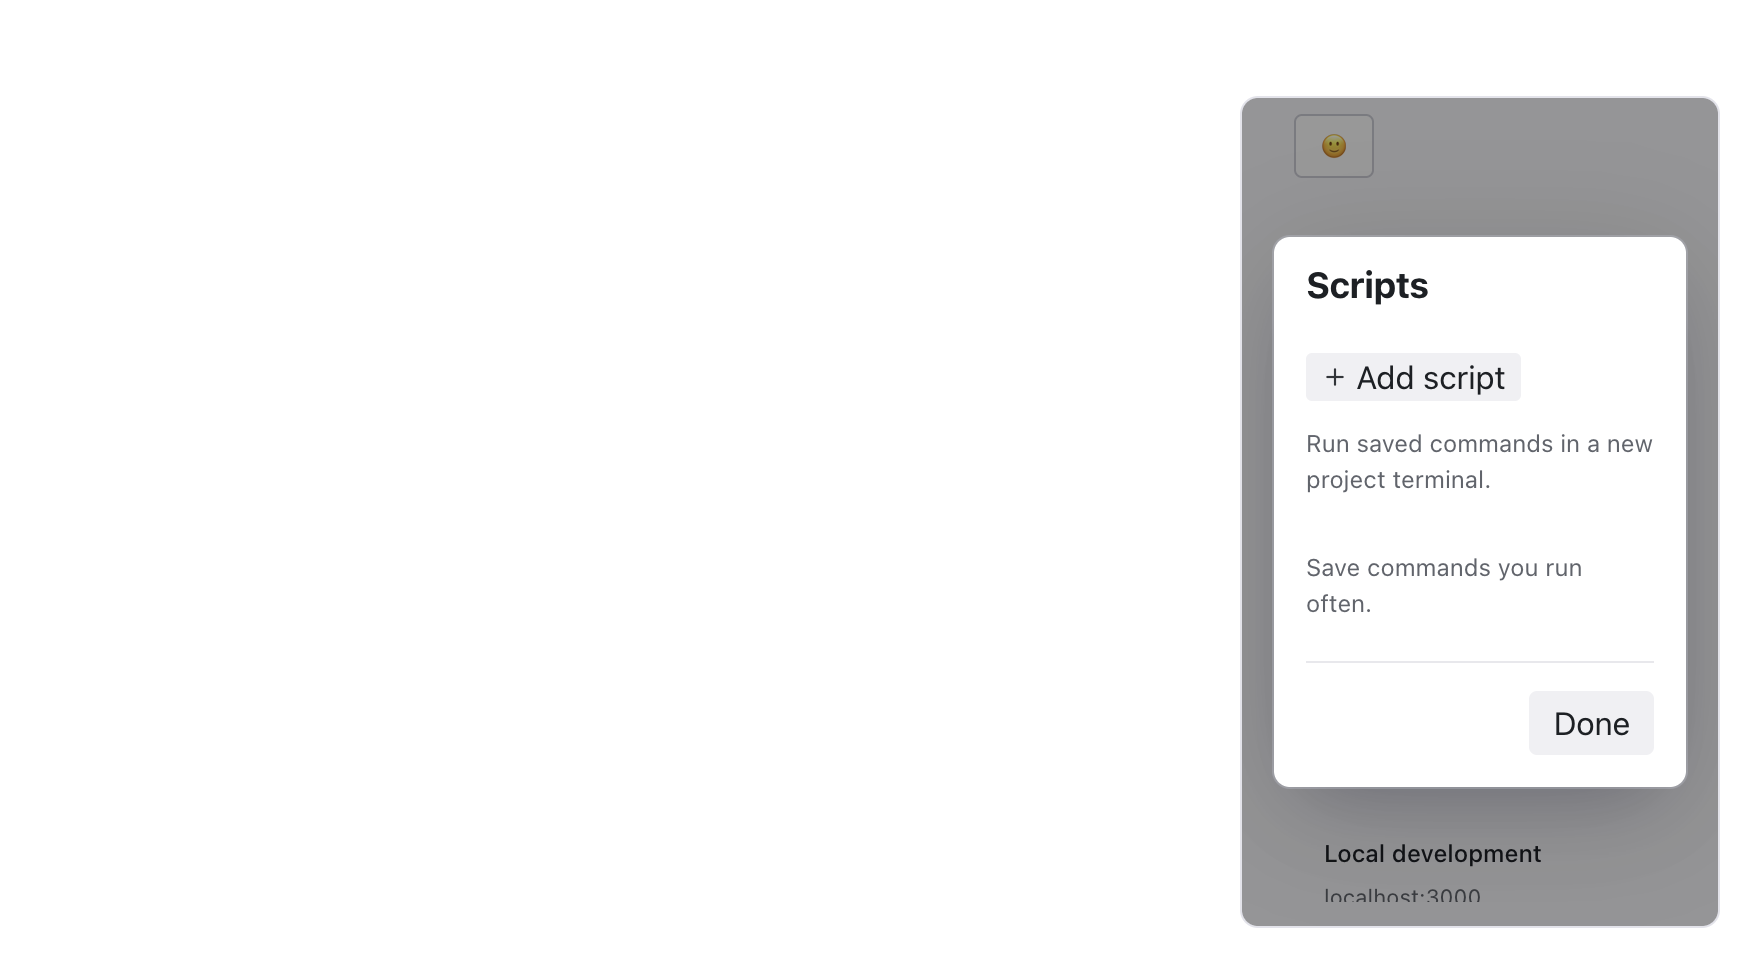 Scripts
+ Add script
Run saved commands in a new
project terminal.
Save commands you run
often.
Done
Local development
localhost:3000